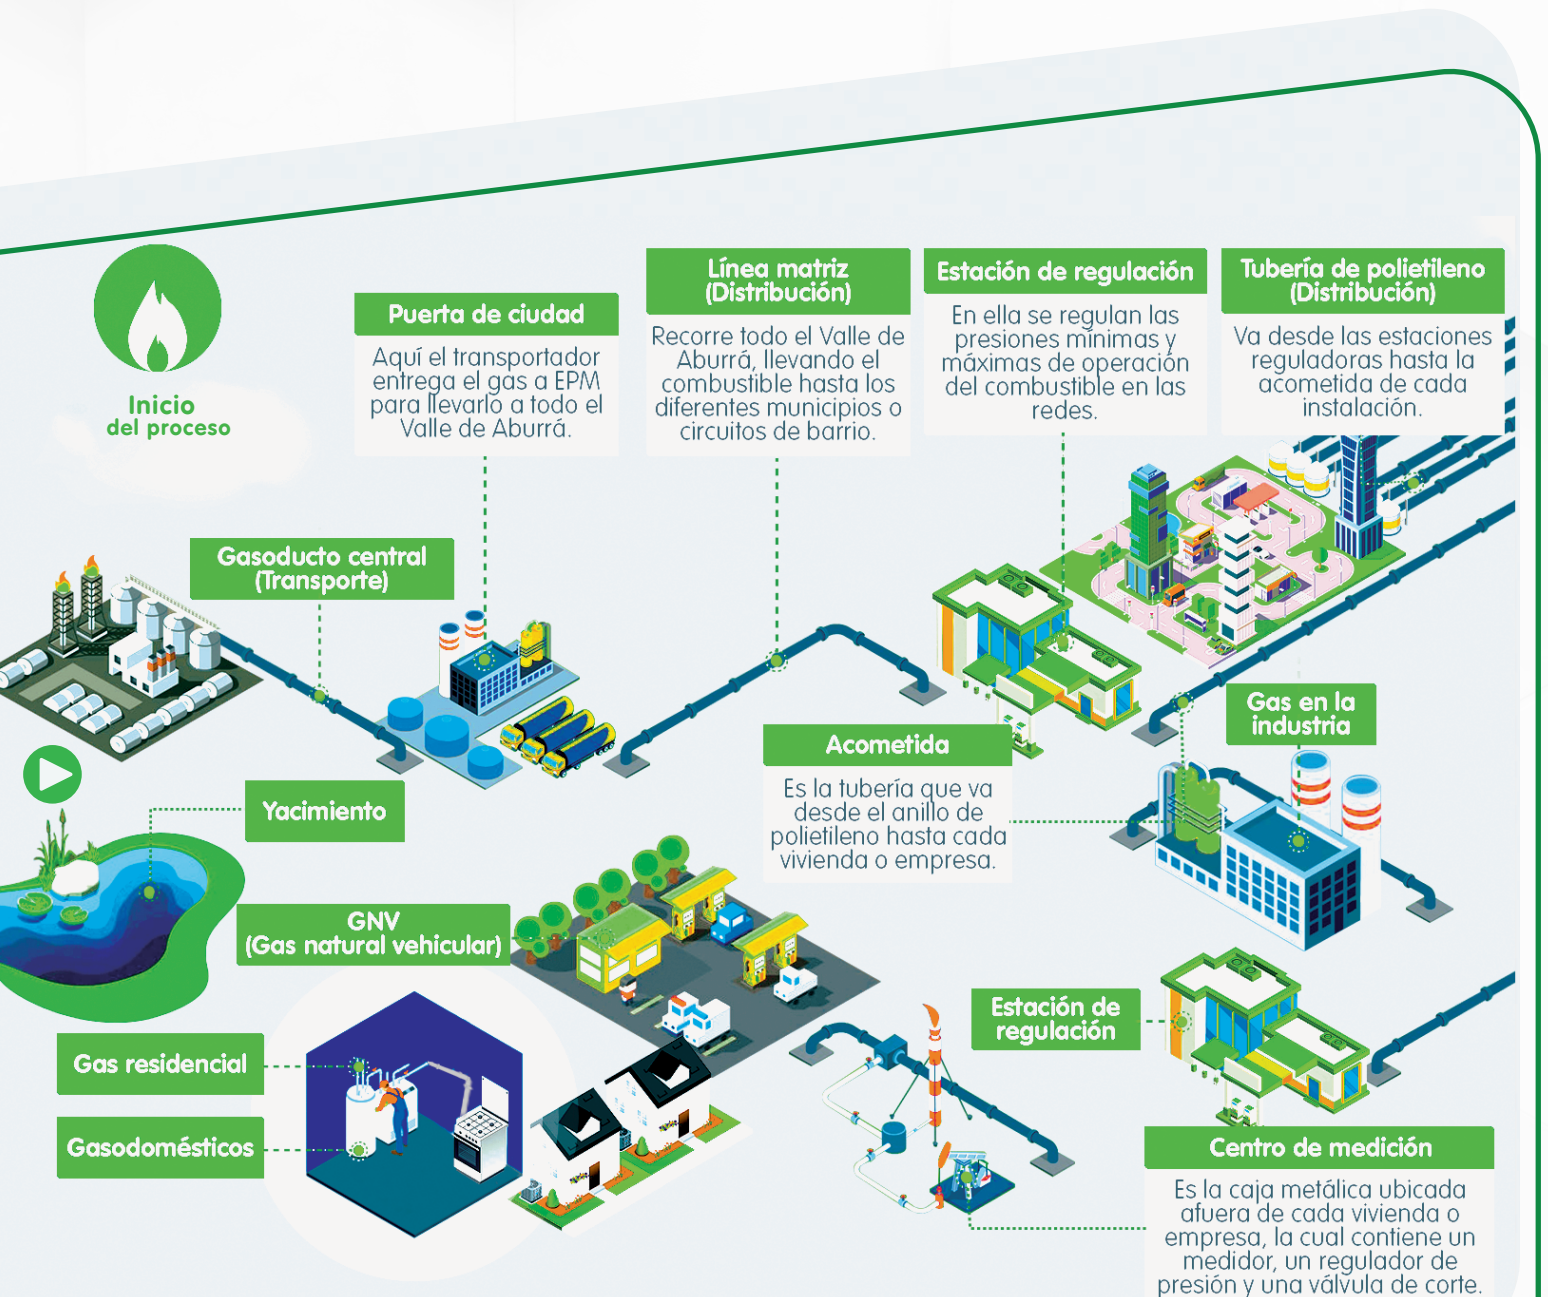 Inicio
del proceso
Puerta de ciudad
Aquí el transportador
entrega el gas a EPM
para llevarlo a todo el
Valle de Aburrá.
Línea matriz
(Distribución)
Recorre todo el Valle de
Aburrá, llevando el
combustible hasta los
diferentes municipios o
circuitos de barrio.
Estación de regulación
En ella se regulan las
presiones mínimas y
máximas de operación
del combustible en las
redes.
Tubería de polietileno
(Distribución)
Va desde las estaciones
reguladoras hasta la
acometida de cada
instalación.
Gasoducto central
(Transporte)
Gas en la
industria
Acometida
Es la tubería que va
desde el anillo de
polietileno hasta cada
vivienda o empresa.
Yacimiento
GNV
(Gas natural vehicular)
Estación de
regulación
Gas residencial
Gasodomésticos
Centro de medición
Es la caja metálica ubicada
afuera de cada vivienda o
empresa, la cual contiene un
medidor, un regulador de
presión y una válvula de corte.